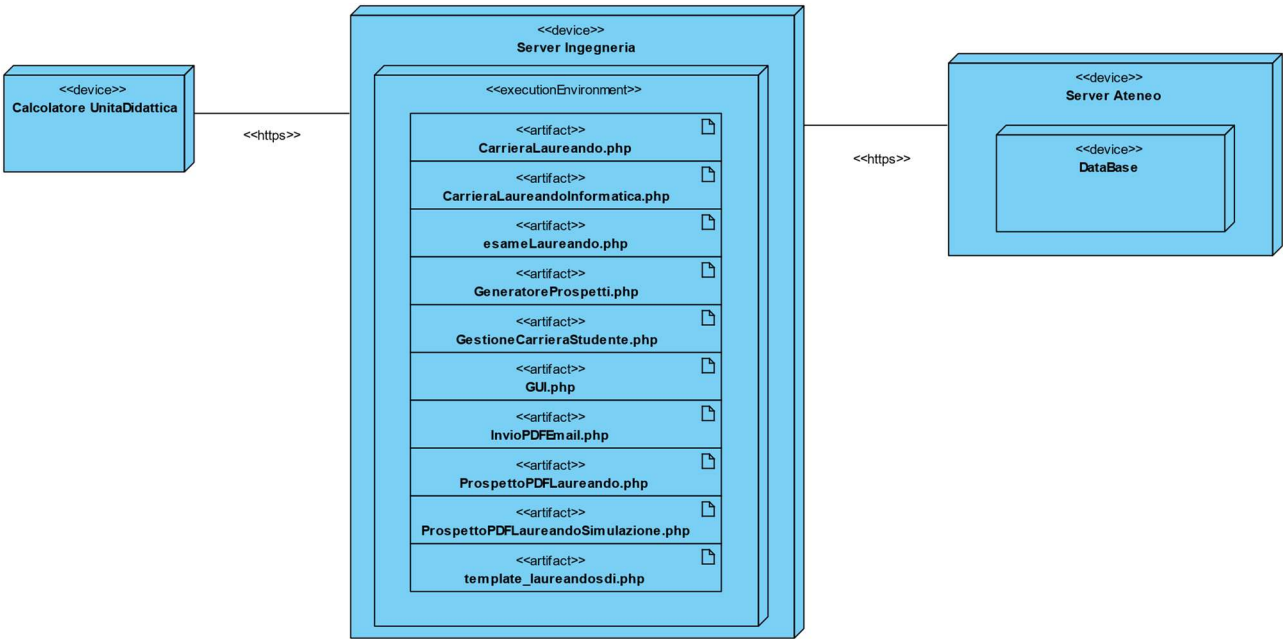 <<device>>
Calcolatore UnitaDidattica
<<https>>
<<device>>
Server Ingegneria
<<executionEnvironment>>
<<artifact>>
CarrieraLaureando.php
<<artifact>>
CarrieraLaureandoInformatica.php
<<artifact>>
esameLaureando.php
<<artifact>>
GeneratoreProspetti.php
<<artifact>>
GestioneCarrieraStudente.php
<<artifact>>
GUI.php
<<artifact>>
InvioPDFEmail.php
<<artifact>>
ProspettoPDFLaureando.php
<<artifact>>
ProspettoPDFLaureandoSimulazione.php
<<artifact>>
template_laureandosdi.php
<<https>>
<<device>>
Server Ateneo
<<device>>
DataBase